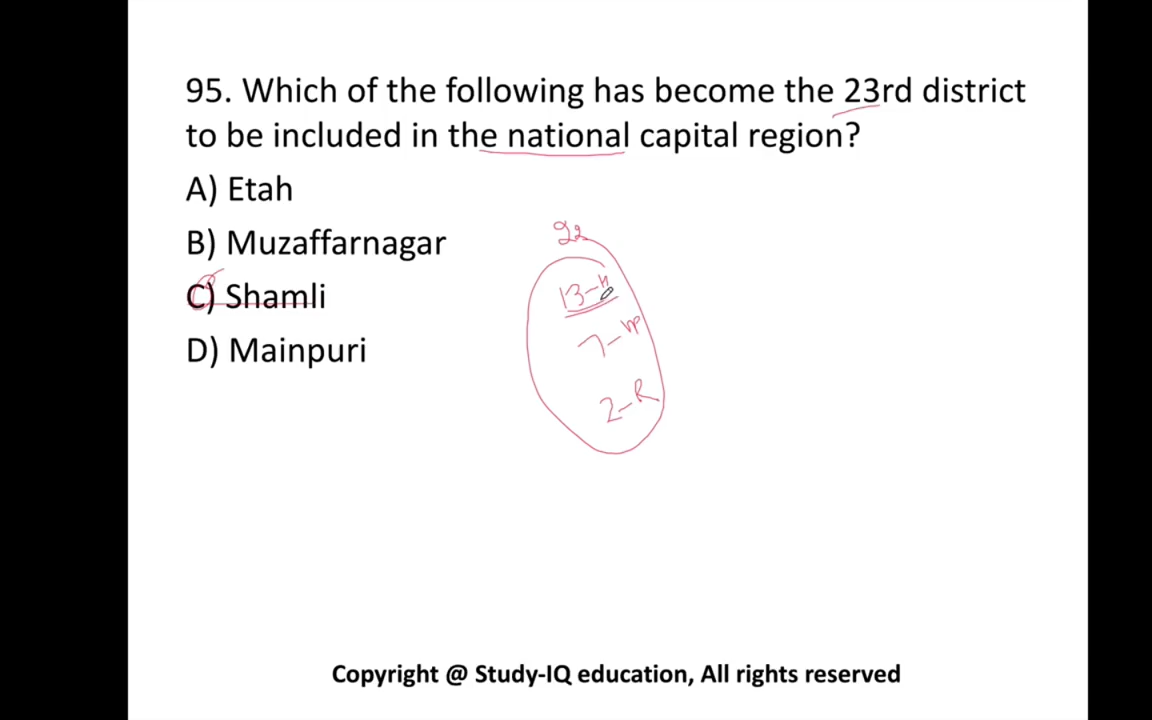 95. Which of the following has become the 23rd district
to be included in the national capital region?
A) Etah
B) Muzaffarnagar
C) Shamli
D) Mainpuri
22
13-H
7-UP
2-R
Copyright @ Study-IQ education, All rights reserved